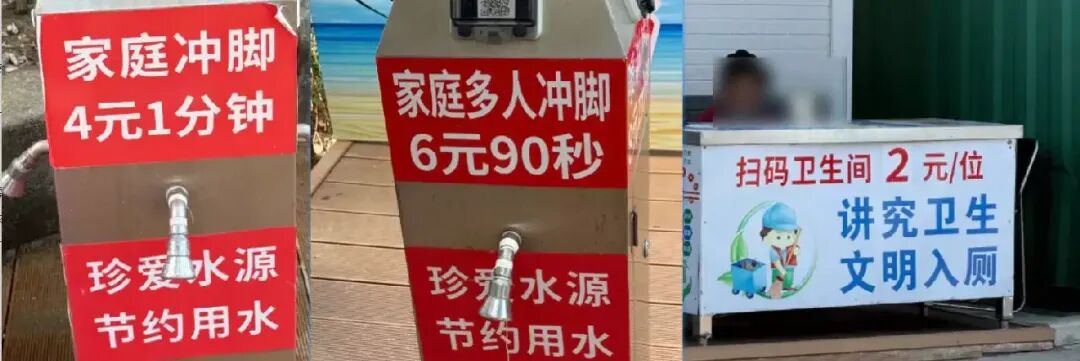 家庭冲脚
4元1分钟
珍爱水源
节约用水
家庭多人冲脚
6元90秒
珍爱水源
节约用水
扫码卫生间 2 元/位
讲究卫生
文明入厕